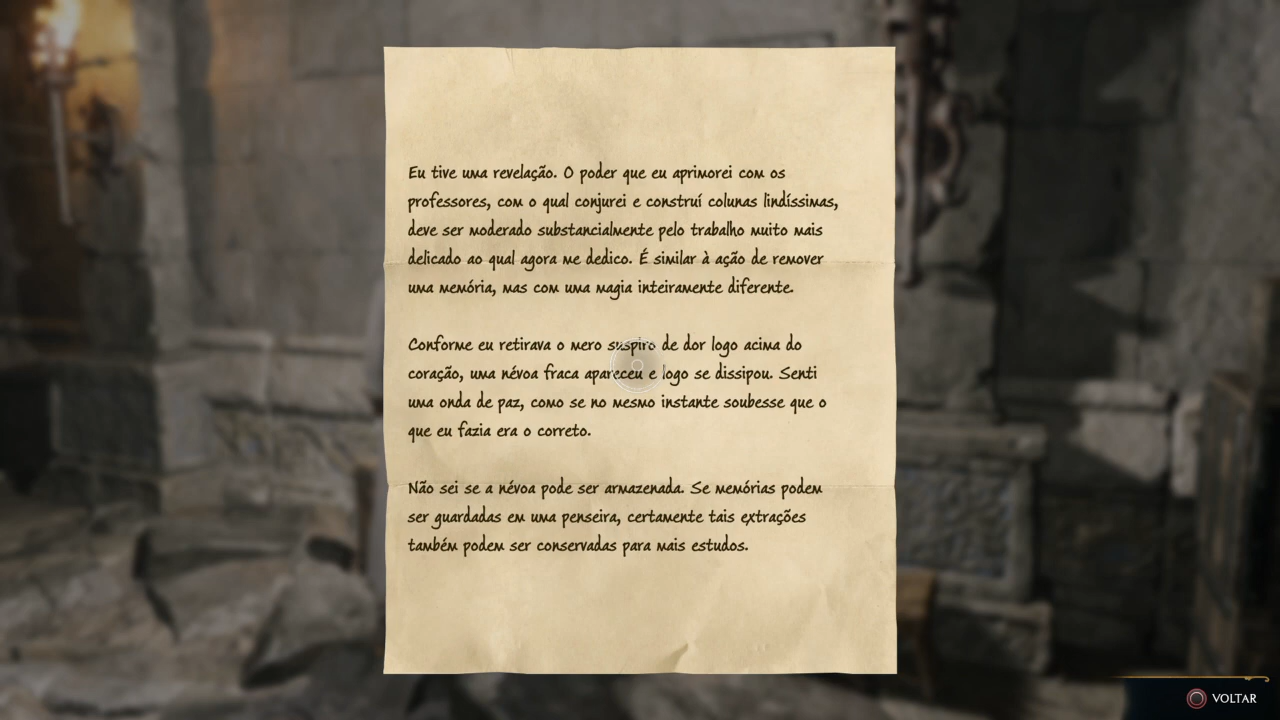 Eu tive uma revelação. O poder que eu aprimorei com os
professores, com o qual conjurei e construí colunas lindíssimas,
deve ser moderado substancialmente pelo trabalho muito mais
delicado ao qual agora me dedico. É similar à ação de remover
uma memória, mas com uma magia inteiramente diferente.
Conforme eu retirava o mero suspiro de dor logo acima do
coração, uma névoa fraca apareceu e logo se dissipou. Senti
uma onda de paz, como se no mesmo instante soubesse que o
que eu fazia era o correto.
Não sei se a névoa pode ser armazenada. Se memórias podem
ser guardadas em uma penseira, certamente tais extrações
também podem ser conservadas para mais estudos.
VOLTAR